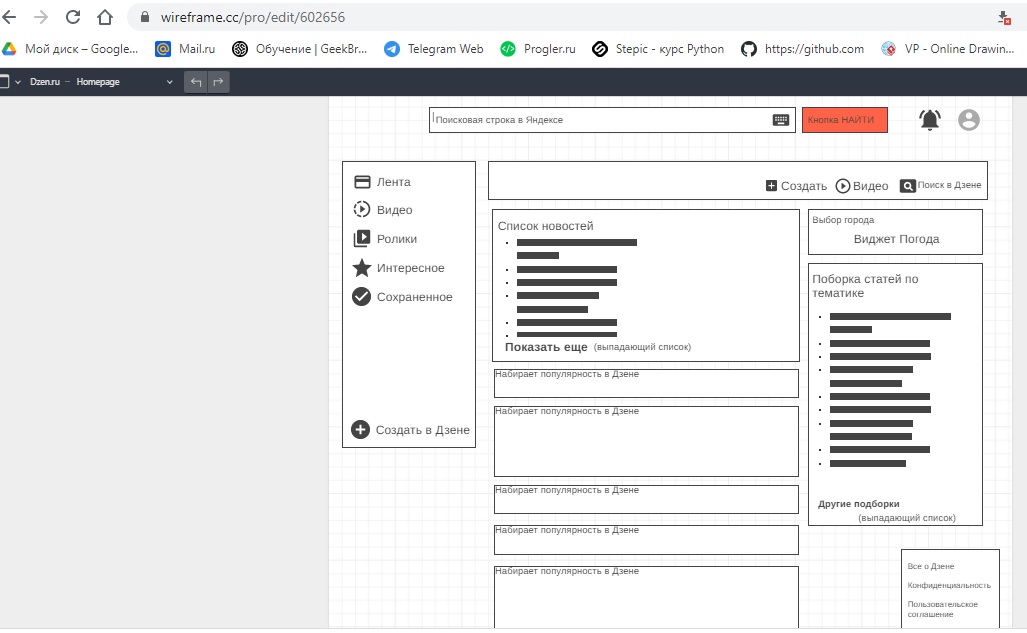 wireframe.cc/pro/edit/602656
Мой диск – Google...
Mail.ru
Обучение | GeekBr...
Telegram Web
Progler.ru
Stepic - курс Python
https://github.com
VP - Online Drawin...
Dzen.ru – Homepage
Поисковая строка в Яндексе
Кнопка НАЙТИ
Лента
Видео
Ролики
Интересное
Сохраненное
Создать в Дзене
Создать
Видео
Поиск в Дзене
Список новостей
Показать еще (выпадающий список)
Набирает популярность в Дзене
Набирает популярность в Дзене
Набирает популярность в Дзене
Набирает популярность в Дзене
Набирает популярность в Дзене
Выбор города
Виджет Погода
Поборка статей по
тематике
Другие подборки
(выпадающий список)
Все о Дзене
Конфиденциальность
Пользовательское
соглашение